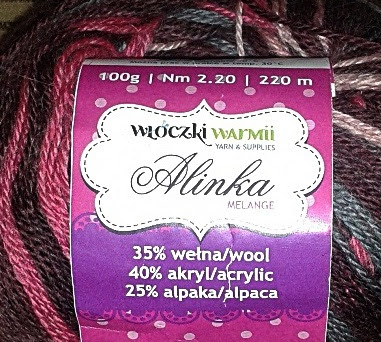 100g | Nm 2.20 | 220 m
Włóczki warmii
YARN & SUPPLIES
Alinka
MELANGE
35% wełna/wool
40% akryl/acrylic
25% alpaka/alpaca